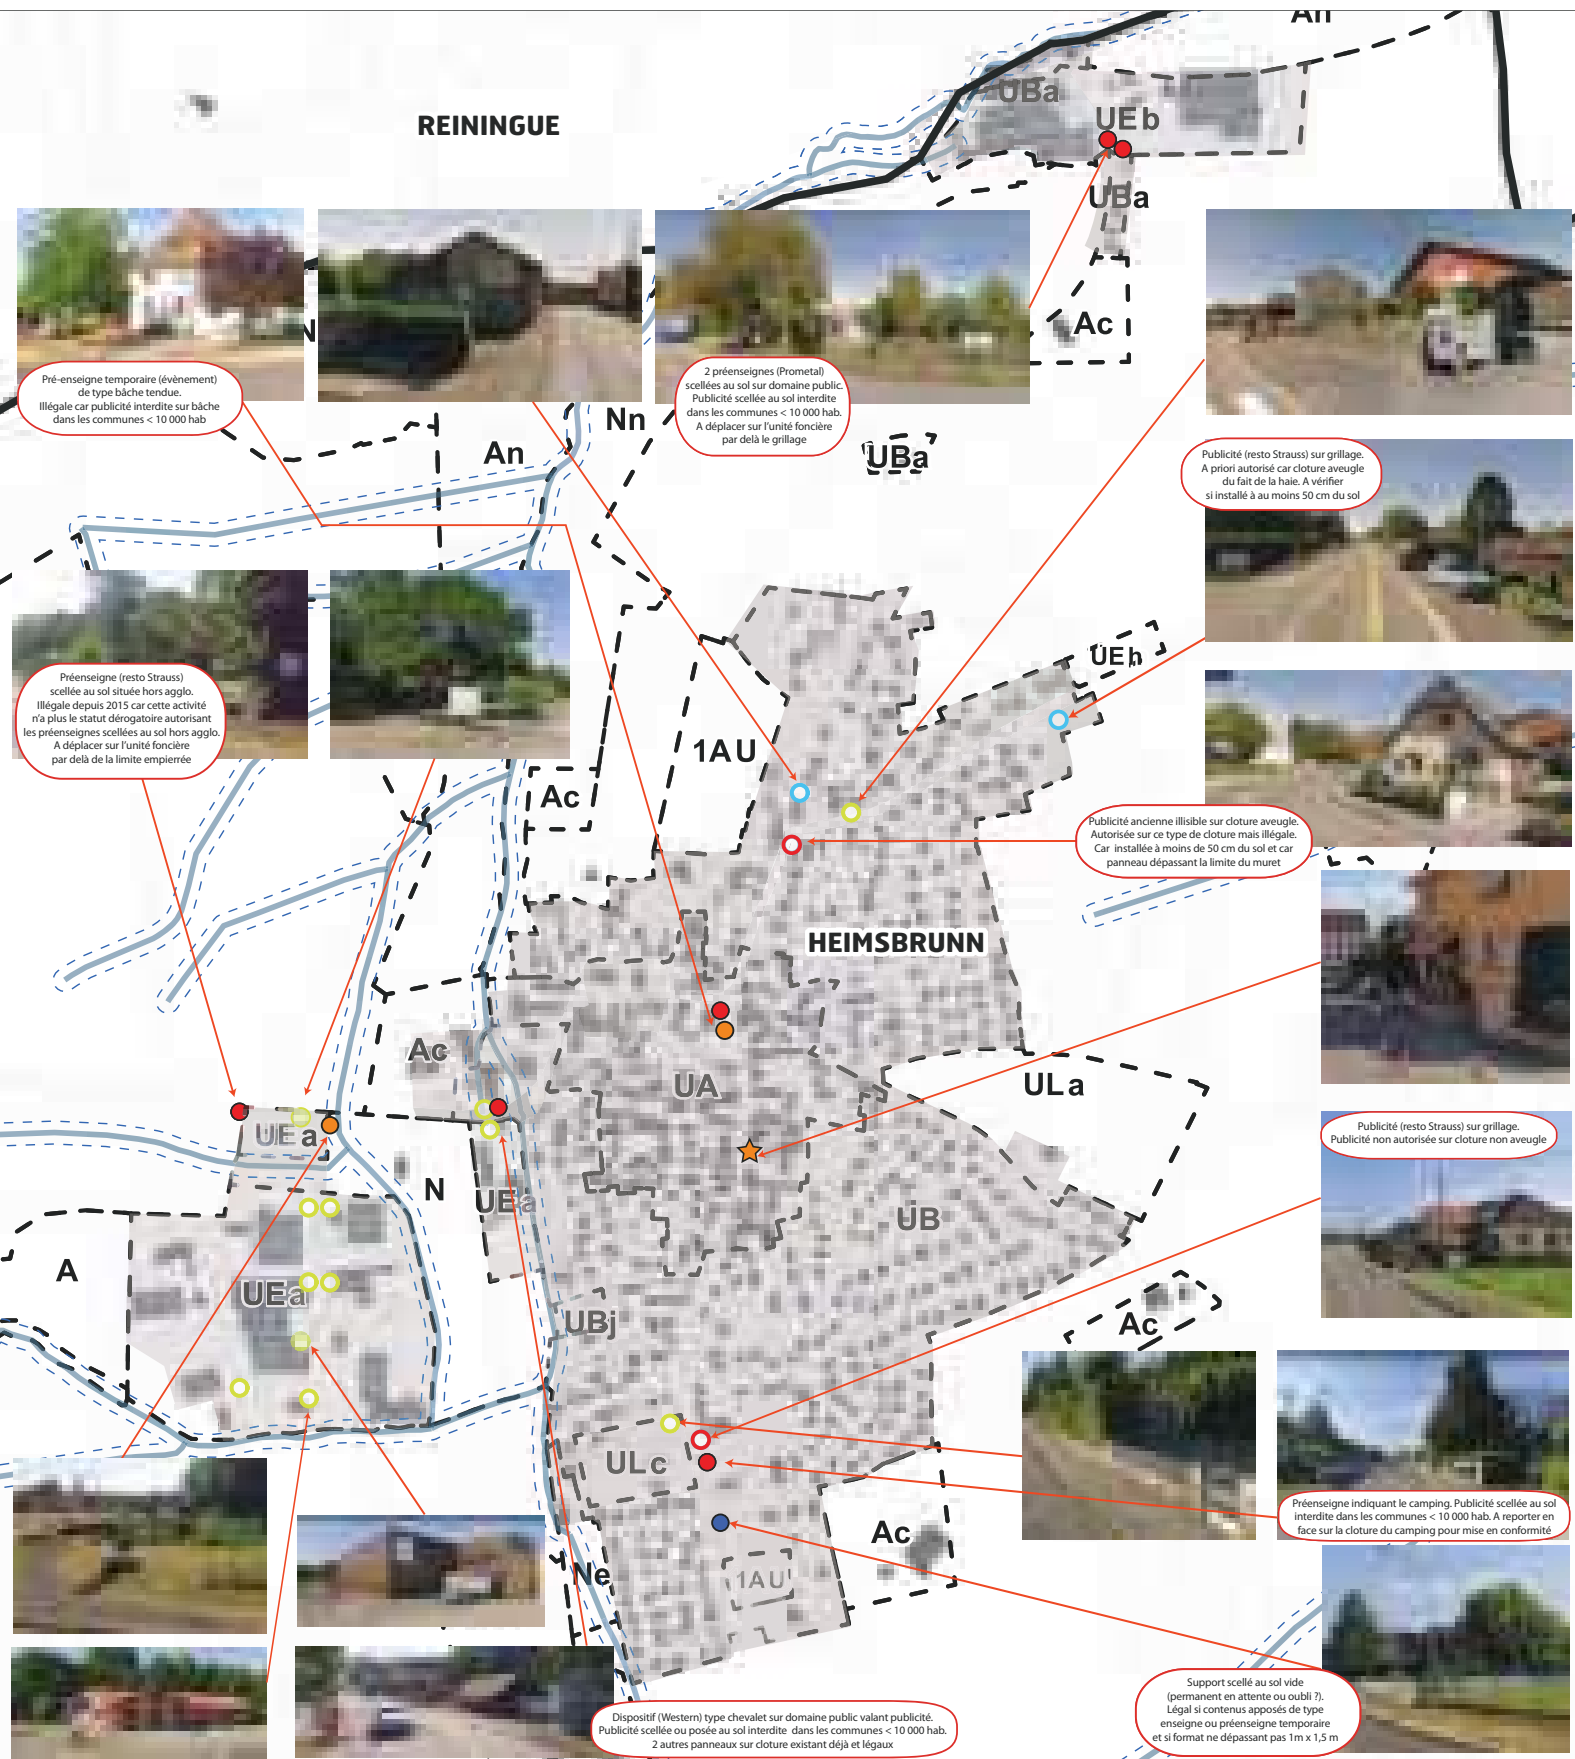 An
UBa
REININGUE
UEb
UBa
N
Ac
Pré-enseigne temporaire (évènement)
de type bâche tendue.
Illégale car publicité interdite sur bâche
dans les communes < 10 000 hab
2 préenseignes (Prometal)
scellées au sol sur domaine public.
Publicité scellée au sol interdite
dans les communes < 10 000 hab.
A déplacer sur l'unité foncière
par delà le grillage
Nn
An
UBa
Publicité (resto Strauss) sur grillage.
A priori autorisé car cloture aveugle
du fait de la haie. A vérifier
si installé à au moins 50 cm du sol
UEh
Préenseigne (resto Strauss)
scellée au sol située hors agglo.
Illégale depuis 2015 car cette activité
n'a plus le statut dérogatoire autorisant
les préenseignes scellées au sol hors agglo.
A déplacer sur l'unité foncière
par delà de la limite empierrée
1AU
Ac
Publicité ancienne illisible sur cloture aveugle.
Autorisée sur ce type de cloture mais illégale.
Car installée à moins de 50 cm du sol et car
panneau dépassant la limite du muret
HEIMSBRUNN
Ac
UA
ULa
UEa
Publicité (resto Strauss) sur grillage.
Publicité non autorisée sur cloture non aveugle
N
UEa
UB
A
UEa
UBj
Ac
ULc
Préenseigne indiquant le camping. Publicité scellée au sol
interdite dans les communes < 10 000 hab. A reporter en
face sur la cloture du camping pour mise en conformité
Ac
Ne
1AU
Support scellé au sol vide
(permanent en attente ou oubli ?).
Légal si contenus apposés de type
enseigne ou préenseigne temporaire
et si format ne dépassant pas 1m x 1,5 m
Dispositif (Western) type chevalet sur domaine public valant publicité.
Publicité scellée ou posée au sol interdite dans les communes < 10 000 hab.
2 autres panneaux sur cloture existant déjà et légaux